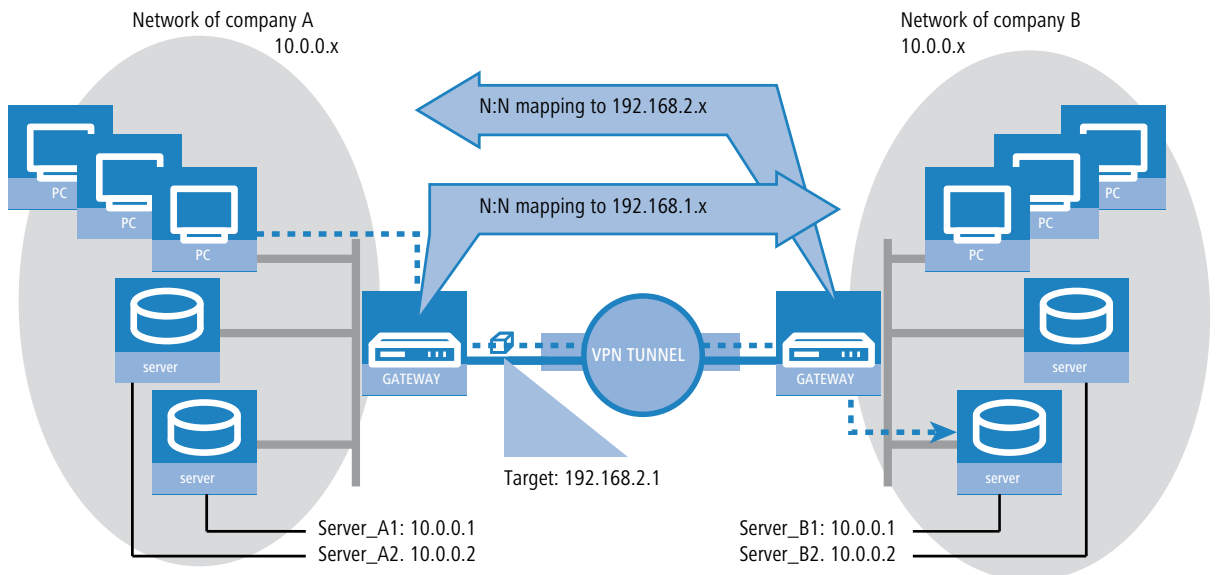 Network of company A
10.0.0.x
Network of company B
10.0.0.x
N:N mapping to 192.168.2.x
N:N mapping to 192.168.1.x
PC
PC
PC
PC
PC
PC
server
server
GATEWAY
VPN TUNNEL
GATEWAY
server
server
Target: 192.168.2.1
Server_A1: 10.0.0.1
Server_A2. 10.0.0.2
Server_B1: 10.0.0.1
Server_B2. 10.0.0.2